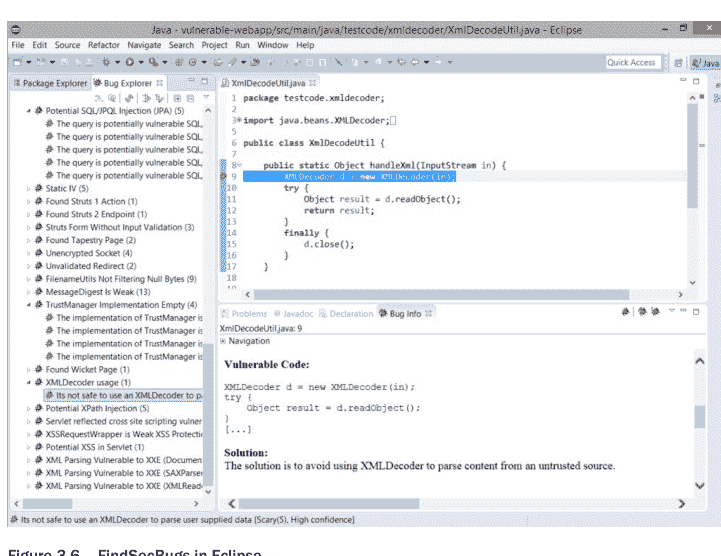 Java - vulnerable-webapp/src/main/java/testcode/xmldecoder/XmlDecodeUtil.java - Eclipse
File Edit Source Refactor Navigate Search Project Run Window Help
Quick Access
Java
Package Explorer Bug Explorer
Potential SQL/JPQL Injection (JPA) (5)
The query is potentially vulnerable SQL,
The query is potentially vulnerable SQL,
The query is potentially vulnerable SQL,
The query is potentially vulnerable SQL,
The query is potentially vulnerable SQL,
Static IV (5)
Found Struts 1 Action (1)
Found Struts 2 Endpoint (1)
Struts Form Without Input Validation (3)
Found Tapestry Page (2)
Unencrypted Socket (4)
Unvalidated Redirect (2)
FilenameUtils Not Filtering Null Bytes (9)
MessageDigest Is Weak (13)
TrustManager Implementation Empty (4)
The implementation of TrustManager is
The implementation of TrustManager is
The implementation of TrustManager is
The implementation of TrustManager is
Found Wicket Page (1)
XMLDecoder usage (1)
Its not safe to use an XMLDecoder to pa
Potential XPath Injection (5)
Servlet reflected cross site scripting vulner
XSSRequestWrapper is Weak XSS Protectic
Potential XSS in Servlet (1)
XML Parsing Vulnerable to XXE (Documen
XML Parsing Vulnerable to XXE (SAXParser
XML Parsing Vulnerable to XXE (XMLRead
XmlDecodeUtil.java
1 package testcode.xmldecoder;
2
3 import java.beans.XMLDecoder;
5
6 public class XmlDecodeUtil {
7
8 public static Object handleXml(InputStream in) {
9 XMLDecoder d = new XMLDecoder(in);
10 try {
11 Object result = d.readObject();
12 return result;
13 }
14 finally {
15 d.close();
16 }
17 }
18
Problems Javadoc Declaration Bug Info
XmlDecodeUtil.java: 9
Navigation
Vulnerable Code:
XMLDecoder d = new XMLDecoder(in);
try {
Object result = d.readObject();
}
[...]
Solution:
The solution is to avoid using XMLDecoder to parse content from an untrusted source.
Its not safe to use an XMLDecoder to parse user supplied data [Scary(5), High confidence]
Figure 3.6 FindSecBugs in Eclipse